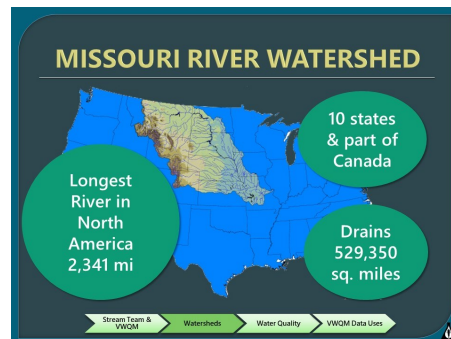 MISSOURI RIVER WATERSHED
10 states
& part of
Canada
Longest
River in
North
America
2,341 mi
Drains
529,350
sq. miles
Stream Team &
VWQM
Watersheds
Water Quality
VWQM Data Uses